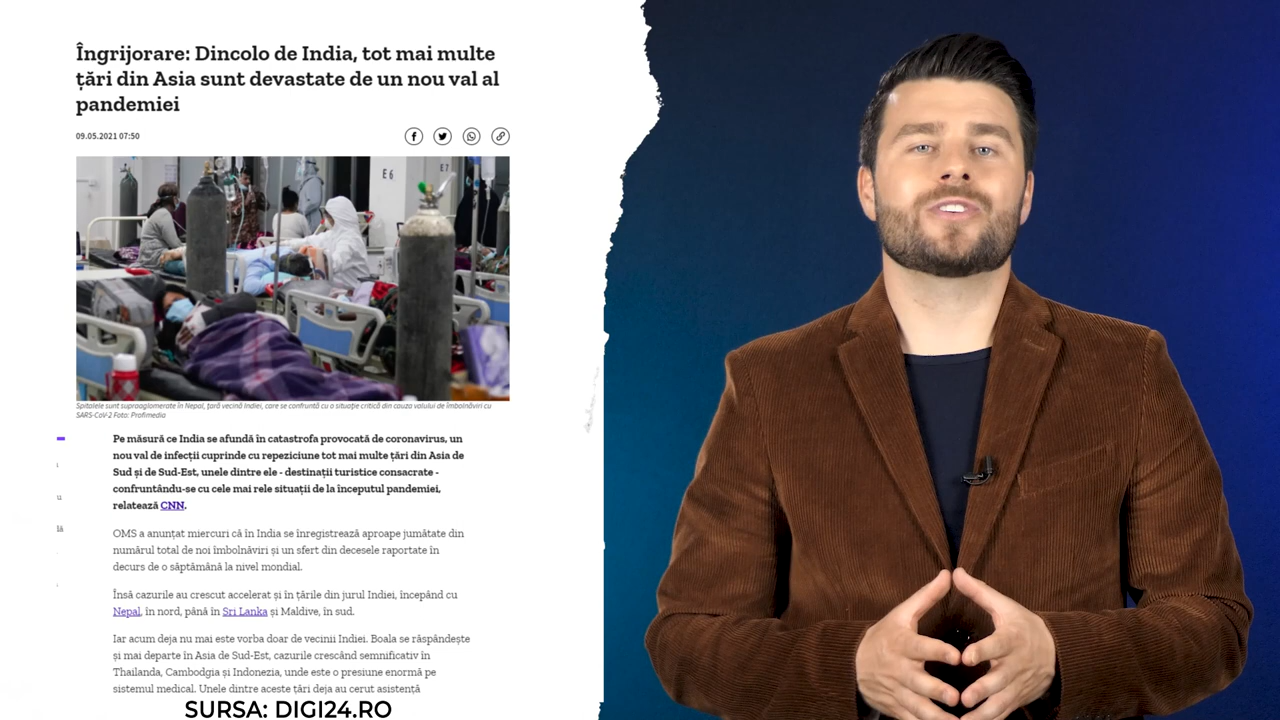 Îngrijorare: Dincolo de India, tot mai multe
țări din Asia sunt devastate de un nou val al
pandemiei
09.05.2021 07:50
E 6
E 7
Spitalele sunt supraaglomerate în Nepal, țară vecină Indiei, care se confruntă cu o situație critică din cauza valului de îmbolnăviri cu
SARS-CoV-2 Foto: Profimedia
Pe măsură ce India se afundă în catastrofa provocată de coronavirus, un
nou val de infecții cuprinde cu repeziciune tot mai multe țări din Asia de
Sud și de Sud-Est, unele dintre ele - destinații turistice consacrate -
confruntându-se cu cele mai rele situații de la începutul pandemiei,
relatează CNN.
OMS a anunțat miercuri că în India se înregistrează aproape jumătate din
numărul total de noi îmbolnăviri și un sfert din decesele raportate în
decurs de o săptămână la nivel mondial.
Însă cazurile au crescut accelerat și în țările din jurul Indiei, începând cu
Nepal, în nord, până în Sri Lanka și Maldive, în sud.
Iar acum deja nu mai este vorba doar de vecinii Indiei. Boala se răspândește
și mai departe în Asia de Sud-Est, cazurile crescând semnificativ în
Thailanda, Cambodgia și Indonezia, unde este o presiune enormă pe
sistemul medical. Unele dintre aceste țări deja au cerut asistență
SURSA: DIGI24.RO